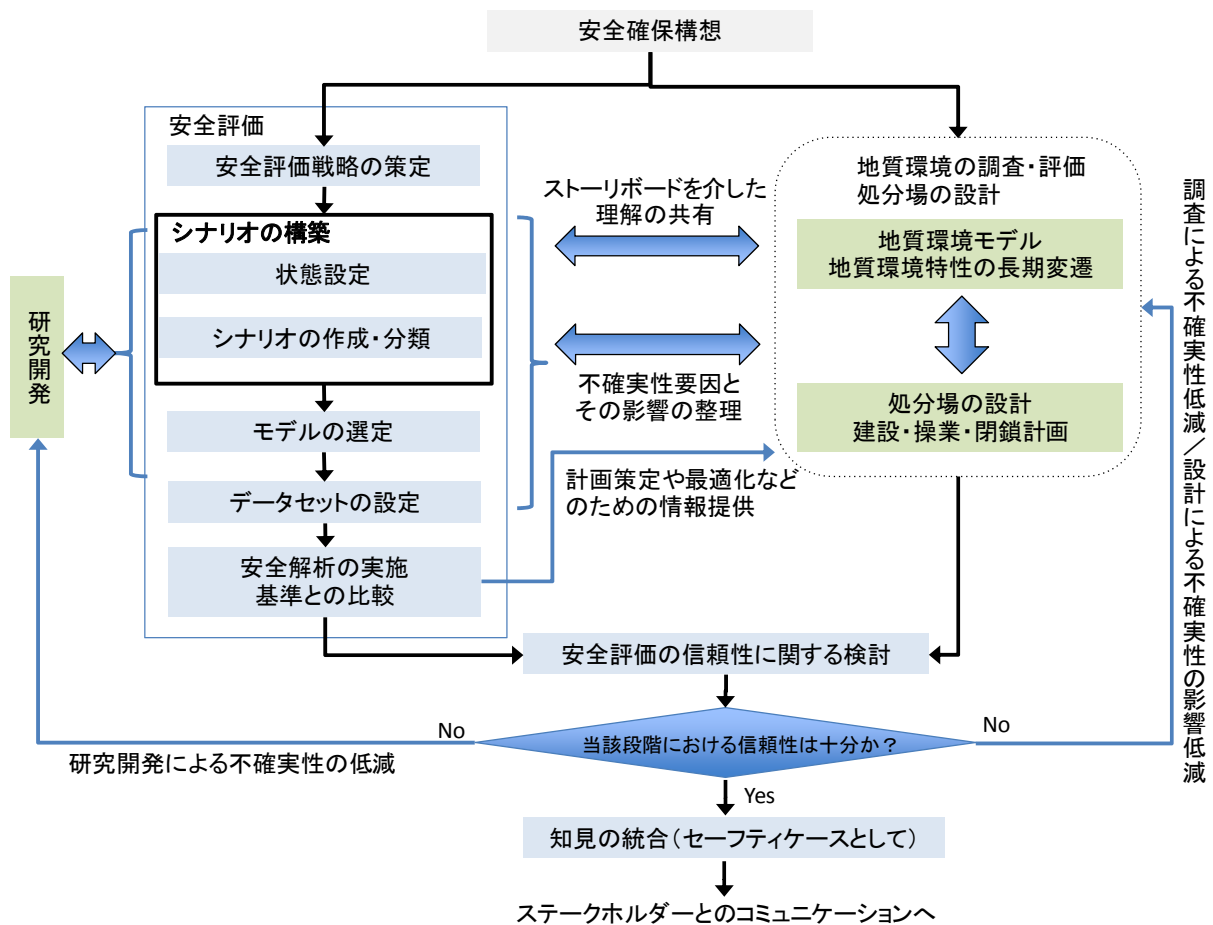 安全確保構想
安全評価
安全評価戦略の策定
シナリオの構築
状態設定
シナリオの作成・分類
モデルの選定
データセットの設定
安全解析の実施
基準との比較
研究開発
ストーリボードを介した
理解の共有
不確実性要因と
その影響の整理
計画策定や最適化など
のための情報提供
地質環境の調査・評価
処分場の設計
地質環境モデル
地質環境特性の長期変遷
処分場の設計
建設・操業・閉鎖計画
調査による不確実性低減／設計による不確実性の影響低減
安全評価の信頼性に関する検討
当該段階における信頼性は十分か？
No
No
研究開発による不確実性の低減
Yes
知見の統合（セーフティケースとして）
ステークホルダーとのコミュニケーションへ